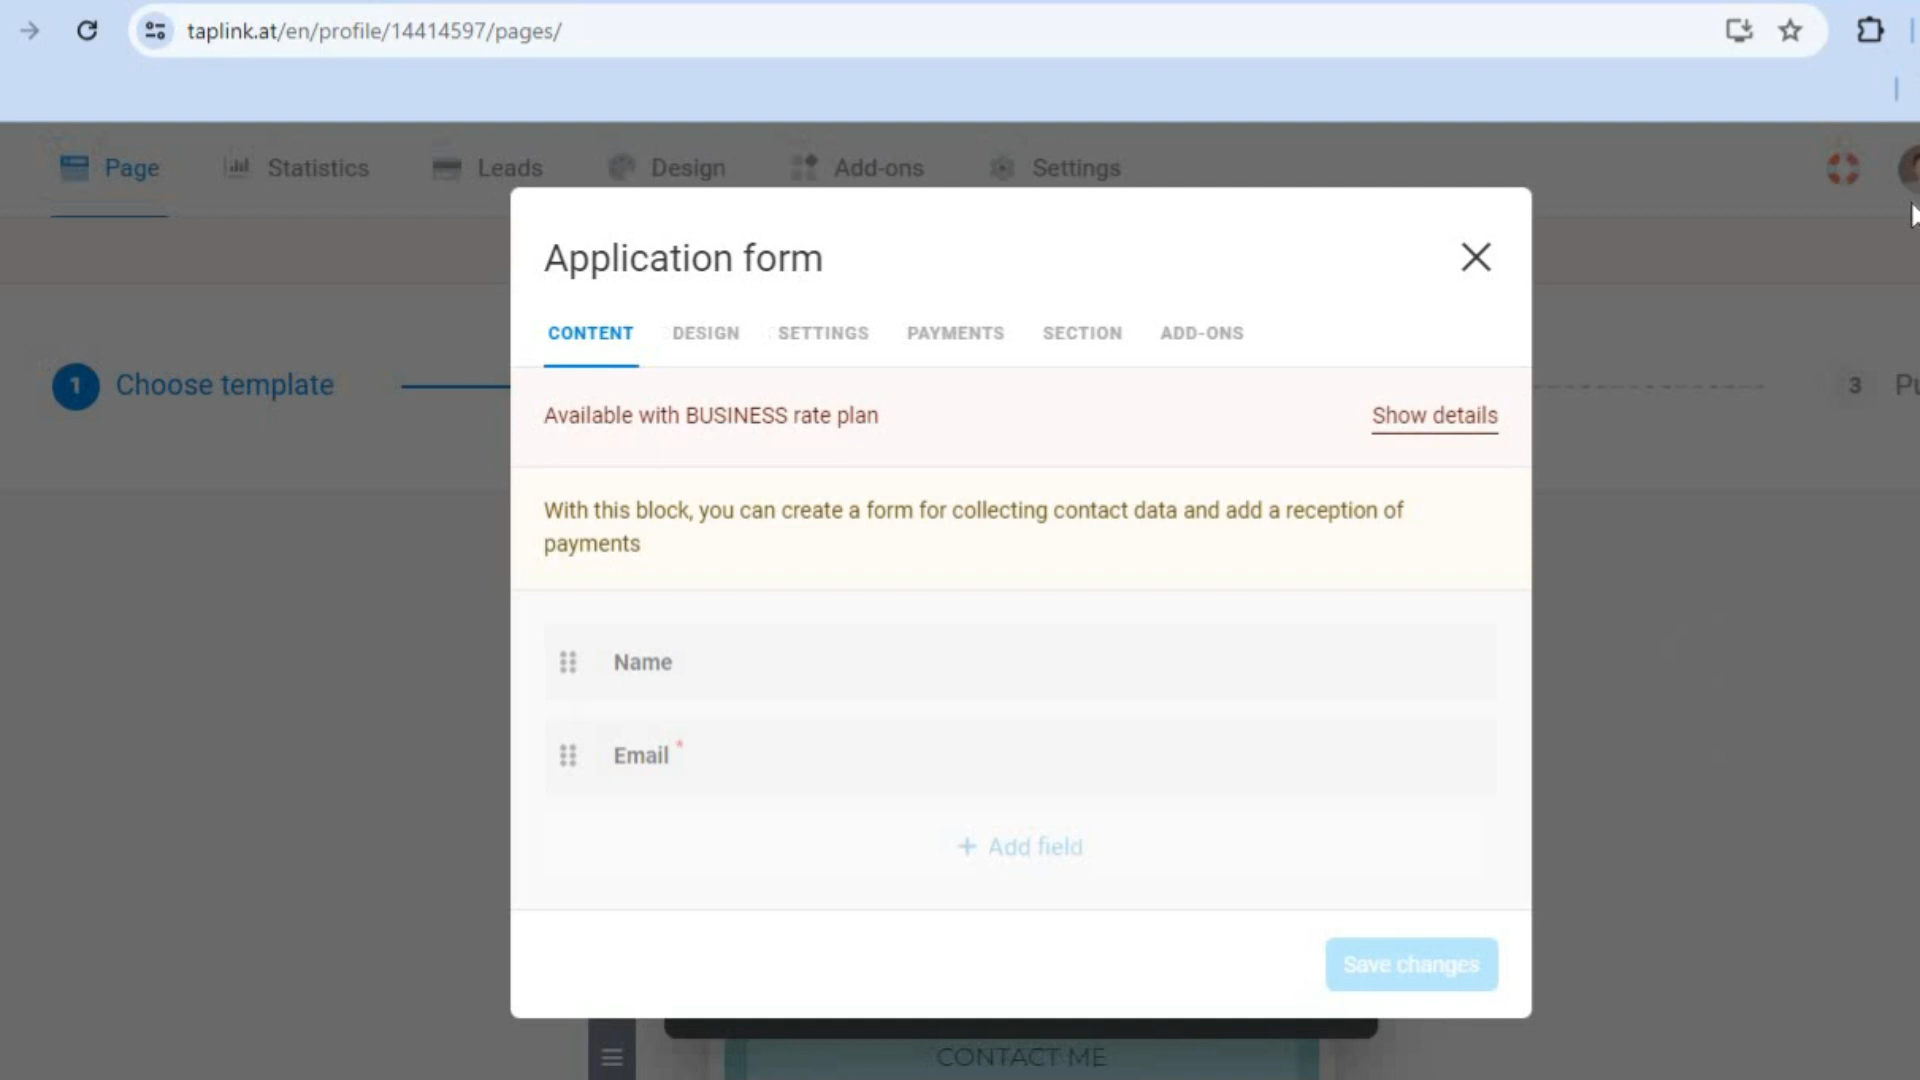 taplink.at/en/profile/14414597/pages/
Page Statistics Leads Design Add-ons Settings
Application form
CONTENT DESIGN SETTINGS PAYMENTS SECTION ADD-ONS
1 Choose template
3
Available with BUSINESS rate plan Show details
With this block, you can create a form for collecting contact data and add a reception of
payments
Name
Email *
+ Add field
Save changes
CONTACT ME